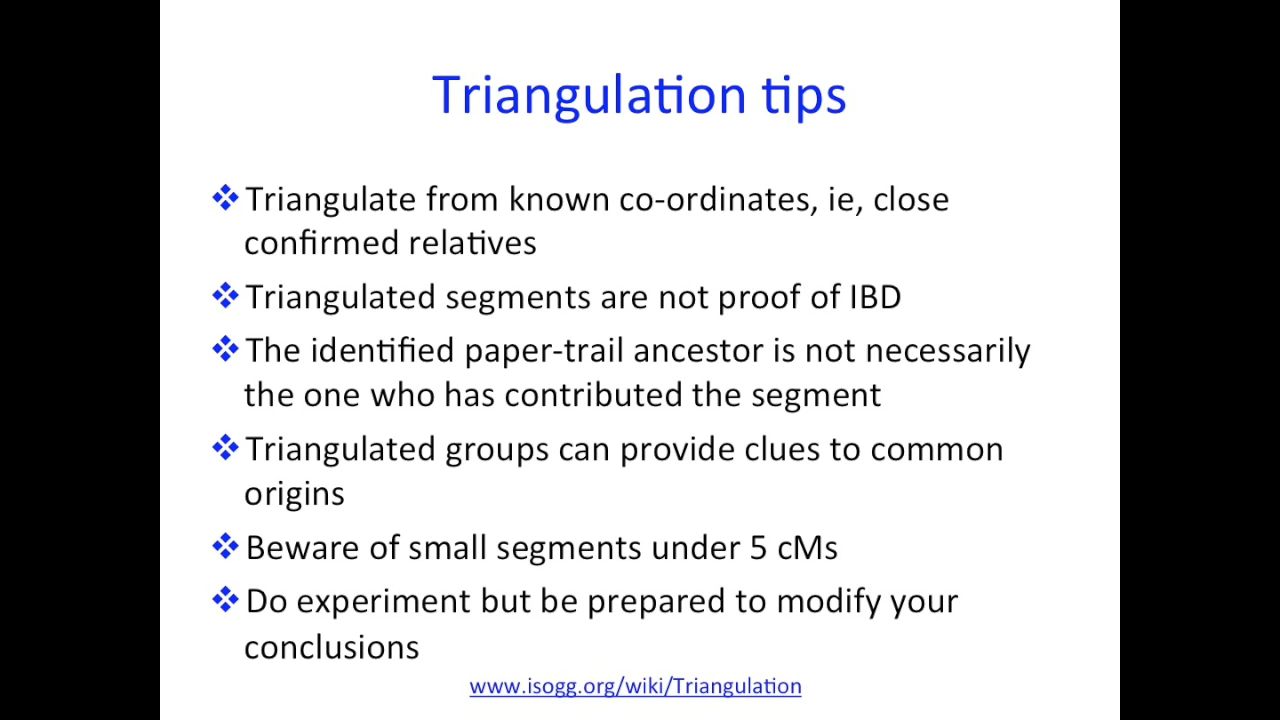 Triangulation tips
❖Triangulate from known co-ordinates, ie, close
confirmed relatives
❖Triangulated segments are not proof of IBD
❖The identified paper-trail ancestor is not necessarily
the one who has contributed the segment
❖Triangulated groups can provide clues to common
origins
❖Beware of small segments under 5 cMs
❖Do experiment but be prepared to modify your
conclusions
www.isogg.org/wiki/Triangulation